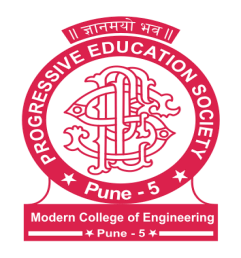 ॥ ज्ञानमयो भव ॥
PROGRESSIVE EDUCATION SOCIETY
★ Pune - 5 ★
Modern College of Engineering
★ Pune - 5 ★